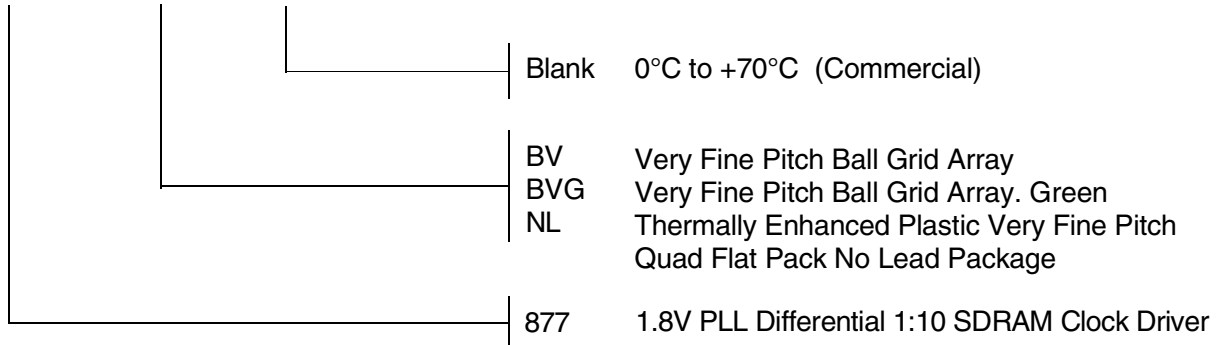 Blank 0°C to +70°C (Commercial)
BV Very Fine Pitch Ball Grid Array
BVG Very Fine Pitch Ball Grid Array. Green
NL Thermally Enhanced Plastic Very Fine Pitch
Quad Flat Pack No Lead Package
877 1.8V PLL Differential 1:10 SDRAM Clock Driver